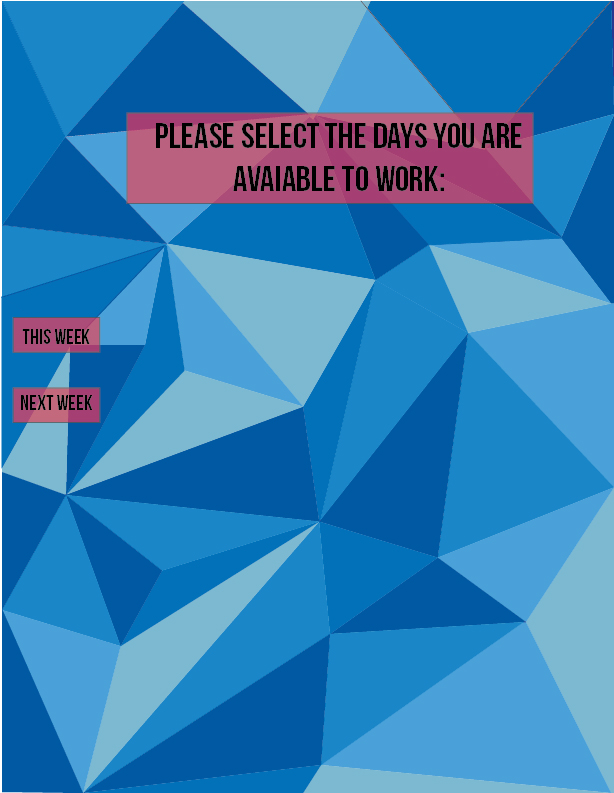 PLEASE SELECT THE DAYS YOU ARE
AVAIABLE TO WORK:
THIS WEEK
NEXT WEEK